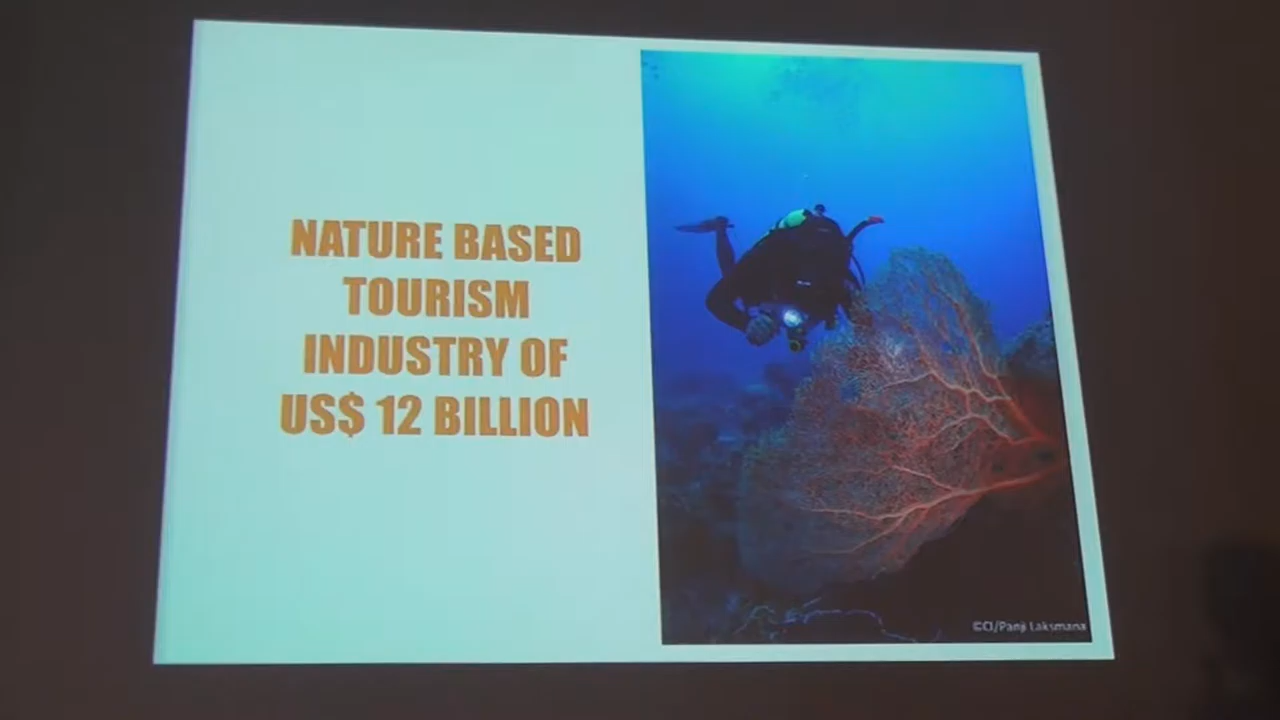 NATURE BASED
TOURISM
INDUSTRY OF
US$ 12 BILLION
©CI/Panji Laksmana